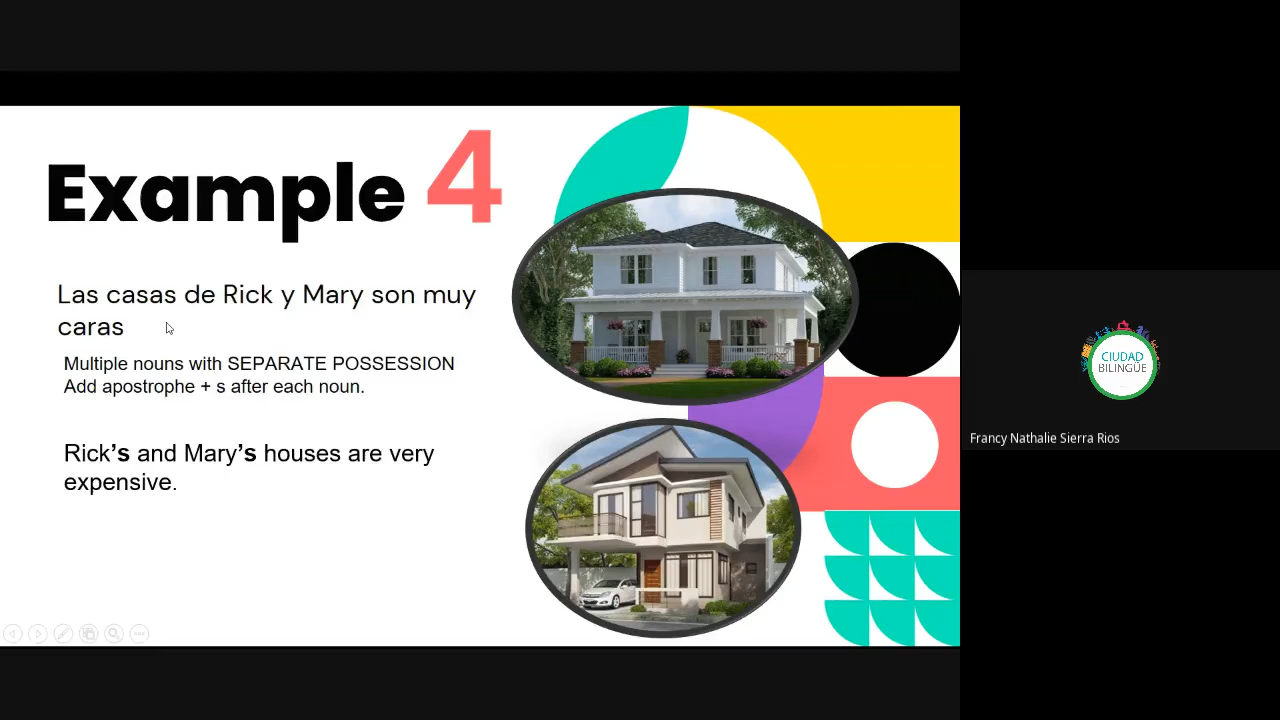 Example 4
Las casas de Rick y Mary son muy
caras
Multiple nouns with SEPARATE POSSESSION
Add apostrophe + s after each noun.
Rick’s and Mary’s houses are very
expensive.
CIUDAD
BILINGÜE
Francy Nathalie Sierra Rios